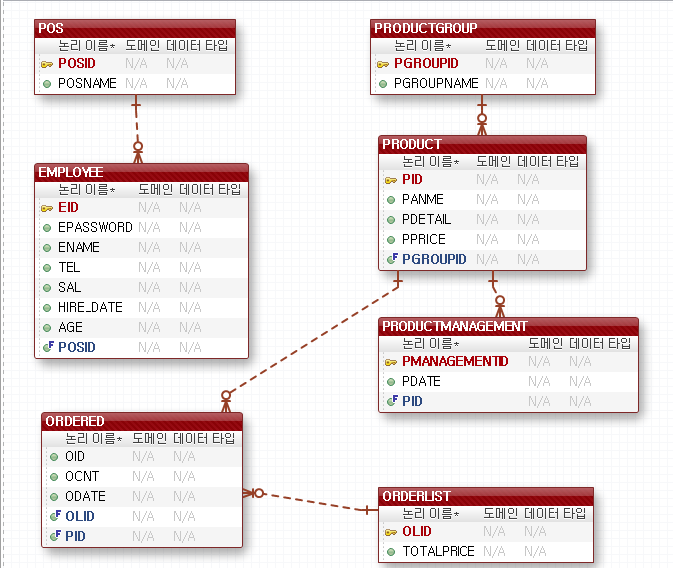 POS
논리 이름* 도메인 데이터 타입
POSID N/A N/A
POSNAME N/A N/A
PRODUCTGROUP
논리 이름* 도메인 데이터 타입
PGROUPID N/A N/A
PGROUPNAME N/A N/A
EMPLOYEE
논리 이름* 도메인 데이터 타입
EID N/A N/A
EPASSWORD N/A N/A
ENAME N/A N/A
TEL N/A N/A
SAL N/A N/A
HIRE_DATE N/A N/A
AGE N/A N/A
POSID N/A N/A
PRODUCT
논리 이름* 도메인 데이터 타입
PID N/A N/A
PANME N/A N/A
PDETAIL N/A N/A
PPRICE N/A N/A
PGROUPID N/A N/A
PRODUCTMANAGEMENT
논리 이름* 도메인 데이터 타입
PMANAGEMENTID N/A N/A
PDATE N/A N/A
PID N/A N/A
ORDERED
논리 이름* 도메인 데이터 타입
OID N/A N/A
OCNT N/A N/A
ODATE N/A N/A
OLID N/A N/A
PID N/A N/A
ORDERLIST
논리 이름* 도메인 데이터 타입
OLID N/A N/A
TOTALPRICE N/A N/A